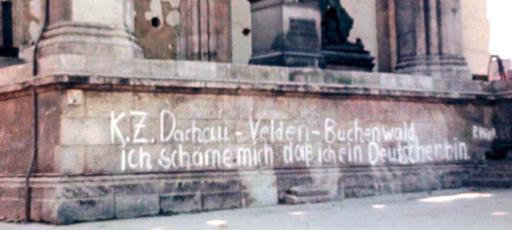 K.Z. Dachau - Velden - Buchenwald
ich schäme mich daß ich ein Deutscher bin.